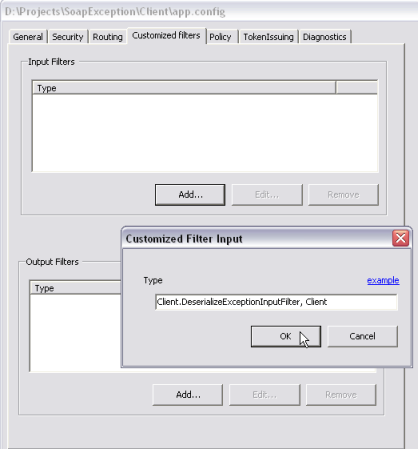 D:\Projects\SoapException\Client\app.config
General Security Routing Customized filters Policy TokenIssuing Diagnostics
Input Filters
Type
Add... Edit... Remove
Customized Filter Input
Type example
Client.DeserializeExceptionInputFilter, Client
OK Cancel
Output Filters
Type
Add... Edit... Remove